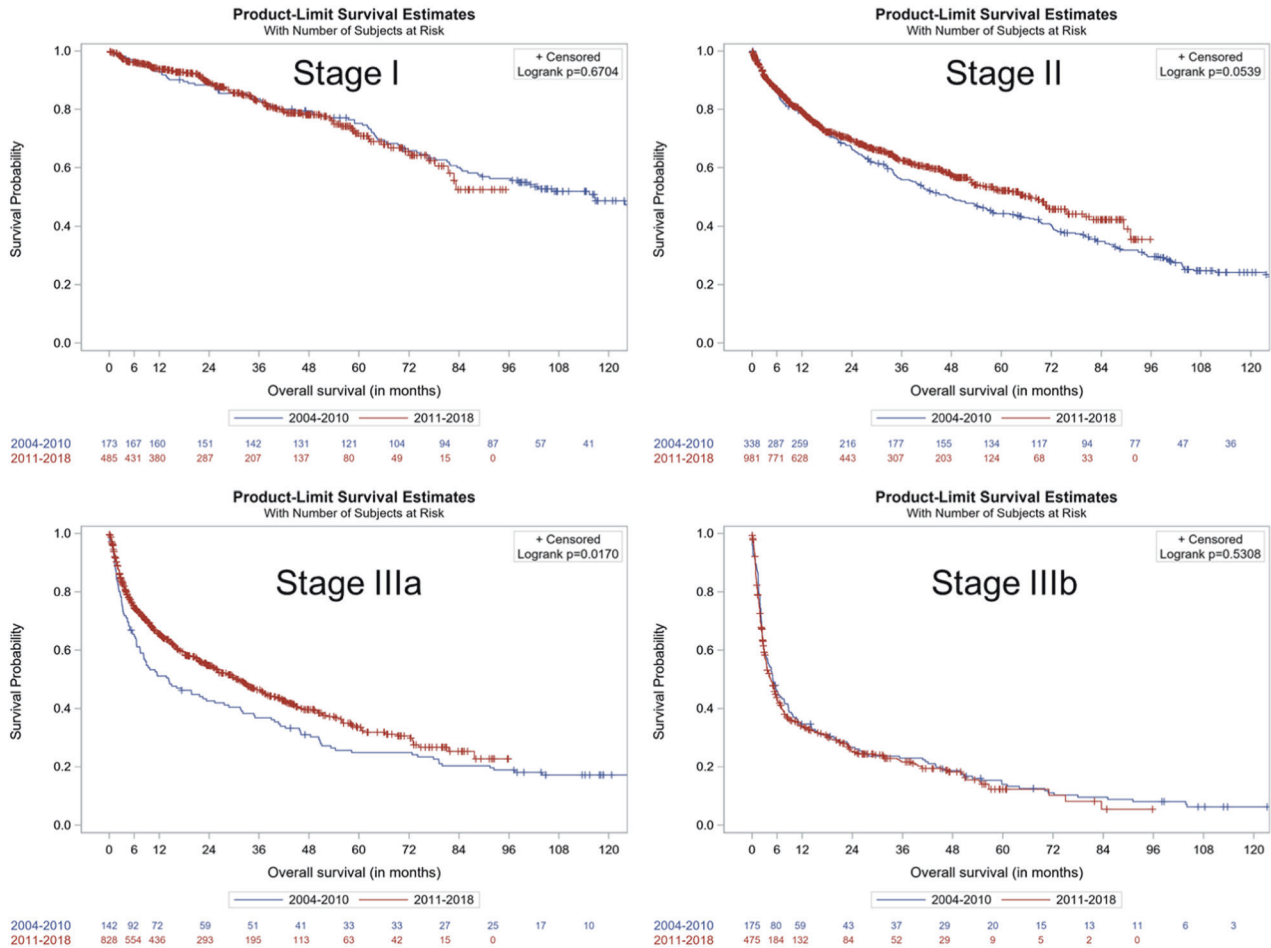 Product-Limit Survival Estimates
With Number of Subjects at Risk
+ Censored
Logrank p=0.6704
Stage I
Survival Probability
1.0
0.8
0.6
0.4
0.2
0.0
0 6 12 24 36 48 60 72 84 96 108 120
Overall survival (in months)
2004-2010 2011-2018
2004-2010 173 167 160 151 142 131 121 104 94 87 57 41
2011-2018 485 431 380 287 207 137 80 49 15 0
Product-Limit Survival Estimates
With Number of Subjects at Risk
+ Censored
Logrank p=0.0539
Stage II
Survival Probability
1.0
0.8
0.6
0.4
0.2
0.0
0 6 12 24 36 48 60 72 84 96 108 120
Overall survival (in months)
2004-2010 2011-2018
2004-2010 338 287 259 216 177 155 134 117 94 77 47 36
2011-2018 981 771 628 443 307 203 124 68 33 0
Product-Limit Survival Estimates
With Number of Subjects at Risk
+ Censored
Logrank p=0.0170
Stage IIIa
Survival Probability
1.0
0.8
0.6
0.4
0.2
0.0
0 6 12 24 36 48 60 72 84 96 108 120
Overall survival (in months)
2004-2010 2011-2018
2004-2010 142 92 72 59 51 41 33 33 27 25 17 10
2011-2018 828 554 436 293 195 113 63 42 15 0
Product-Limit Survival Estimates
With Number of Subjects at Risk
+ Censored
Logrank p=0.5308
Stage IIIb
Survival Probability
1.0
0.8
0.6
0.4
0.2
0.0
0 6 12 24 36 48 60 72 84 96 108 120
Overall survival (in months)
2004-2010 2011-2018
2004-2010 175 80 59 43 37 29 20 15 13 11 6 3
2011-2018 475 184 132 84 52 29 9 5 2 0